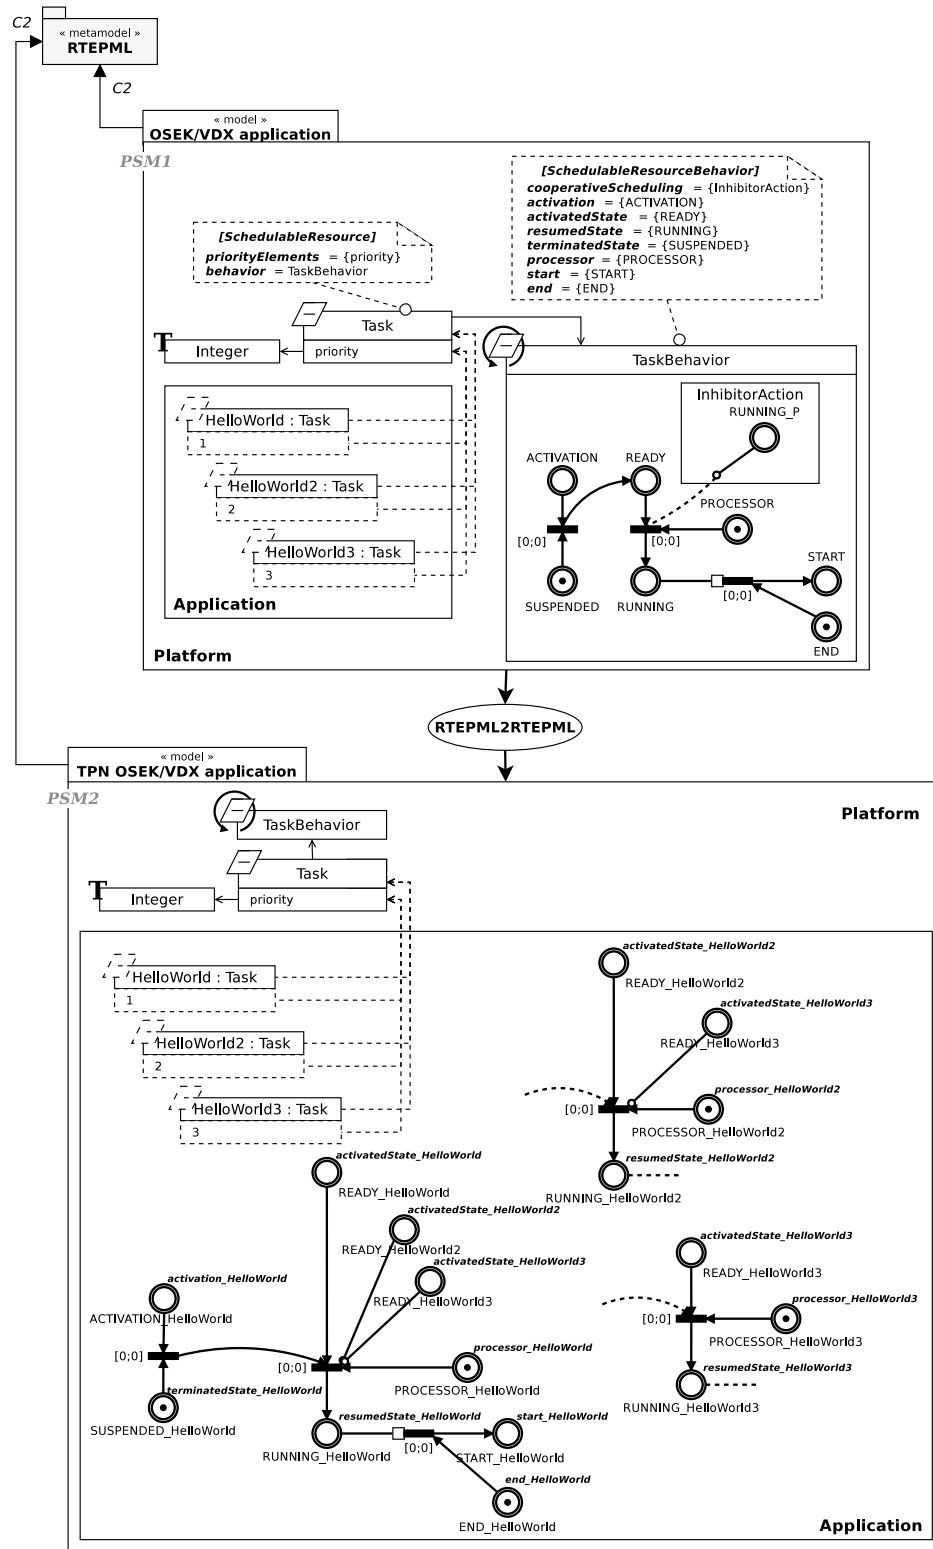 C2
« metamodel »
RTEPML
C2
« model »
OSEK/VDX application
PSM1
[SchedulableResourceBehavior]
cooperativeScheduling = {InhibitorAction}
activation = {ACTIVATION}
activatedState = {READY}
resumedState = {RUNNING}
terminatedState = {SUSPENDED}
processor = {PROCESSOR}
start = {START}
end = {END}
[SchedulableResource]
priorityElements = {priority}
behavior = TaskBehavior
Task
T
Integer
priority
TaskBehavior
InhibitorAction
RUNNING_P
HelloWorld : Task
1
HelloWorld2 : Task
2
HelloWorld3 : Task
3
Application
ACTIVATION
READY
PROCESSOR
[0;0]
[0;0]
START
SUSPENDED
RUNNING
[0;0]
END
Platform
RTEPML2RTEPML
« model »
TPN OSEK/VDX application
PSM2
Platform
TaskBehavior
Task
T
Integer
priority
HelloWorld : Task
1
HelloWorld2 : Task
2
HelloWorld3 : Task
3
activatedState_HelloWorld2
READY_HelloWorld2
activatedState_HelloWorld3
READY_HelloWorld3
processor_HelloWorld2
[0;0]
PROCESSOR_HelloWorld2
resumedState_HelloWorld2
RUNNING_HelloWorld2
activatedState_HelloWorld
READY_HelloWorld
activatedState_HelloWorld2
READY_HelloWorld2
activatedState_HelloWorld3
READY_HelloWorld3
activation_HelloWorld
ACTIVATION_HelloWorld
[0;0]
[0;0]
processor_HelloWorld
PROCESSOR_HelloWorld
terminatedState_HelloWorld
SUSPENDED_HelloWorld
resumedState_HelloWorld
RUNNING_HelloWorld
[0;0]
start_HelloWorld
START_HelloWorld
end_HelloWorld
END_HelloWorld
activatedState_HelloWorld3
READY_HelloWorld3
processor_HelloWorld3
[0;0]
PROCESSOR_HelloWorld3
resumedState_HelloWorld3
RUNNING_HelloWorld3
Application